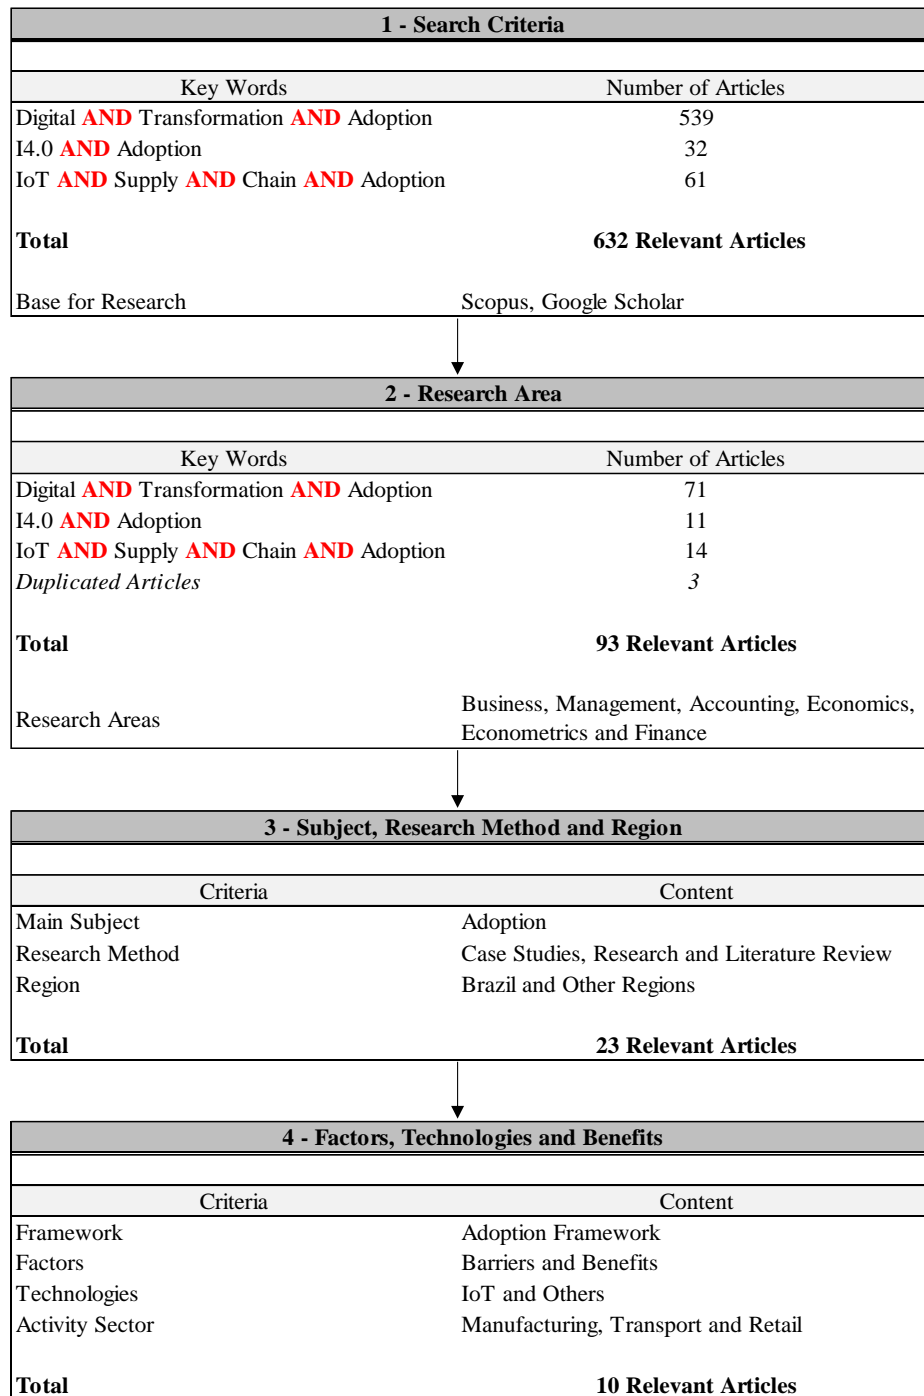 1 - Search Criteria
Key Words Number of Articles
Digital AND Transformation AND Adoption 539
I4.0 AND Adoption 32
IoT AND Supply AND Chain AND Adoption 61
Total 632 Relevant Articles
Base for Research Scopus, Google Scholar
2 - Research Area
Key Words Number of Articles
Digital AND Transformation AND Adoption 71
I4.0 AND Adoption 11
IoT AND Supply AND Chain AND Adoption 14
Duplicated Articles 3
Total 93 Relevant Articles
Research Areas Business, Management, Accounting, Economics,
Econometrics and Finance
3 - Subject, Research Method and Region
Criteria Content
Main Subject Adoption
Research Method Case Studies, Research and Literature Review
Region Brazil and Other Regions
Total 23 Relevant Articles
4 - Factors, Technologies and Benefits
Criteria Content
Framework Adoption Framework
Factors Barriers and Benefits
Technologies IoT and Others
Activity Sector Manufacturing, Transport and Retail
Total 10 Relevant Articles